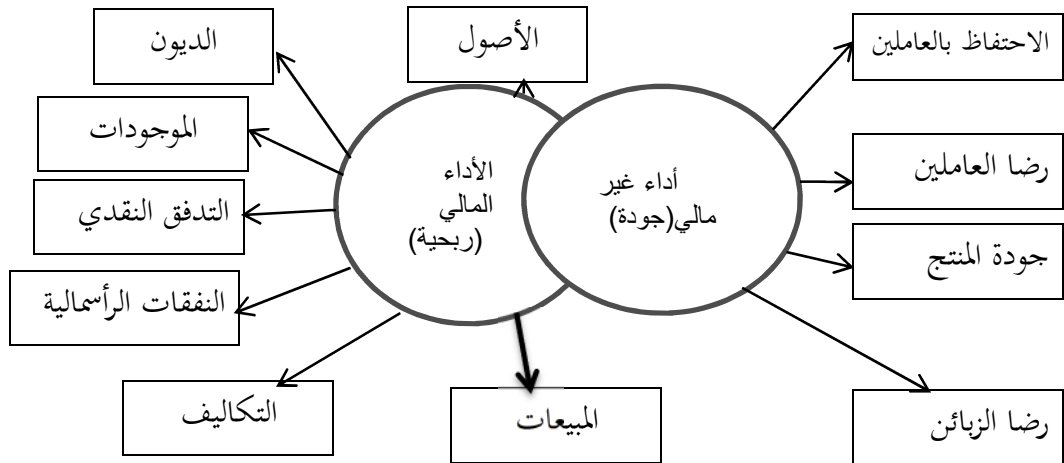 الاحتفاظ بالعاملين
الأصول
الديون
الموجودات
رضا العاملين
أداء غير
مالي(جودة)
الأداء
المالي
(ربحية)
التدفق النقدي
جودة المنتج
النفقات الرأسمالية
رضا الزبائن
المبيعات
التكاليف